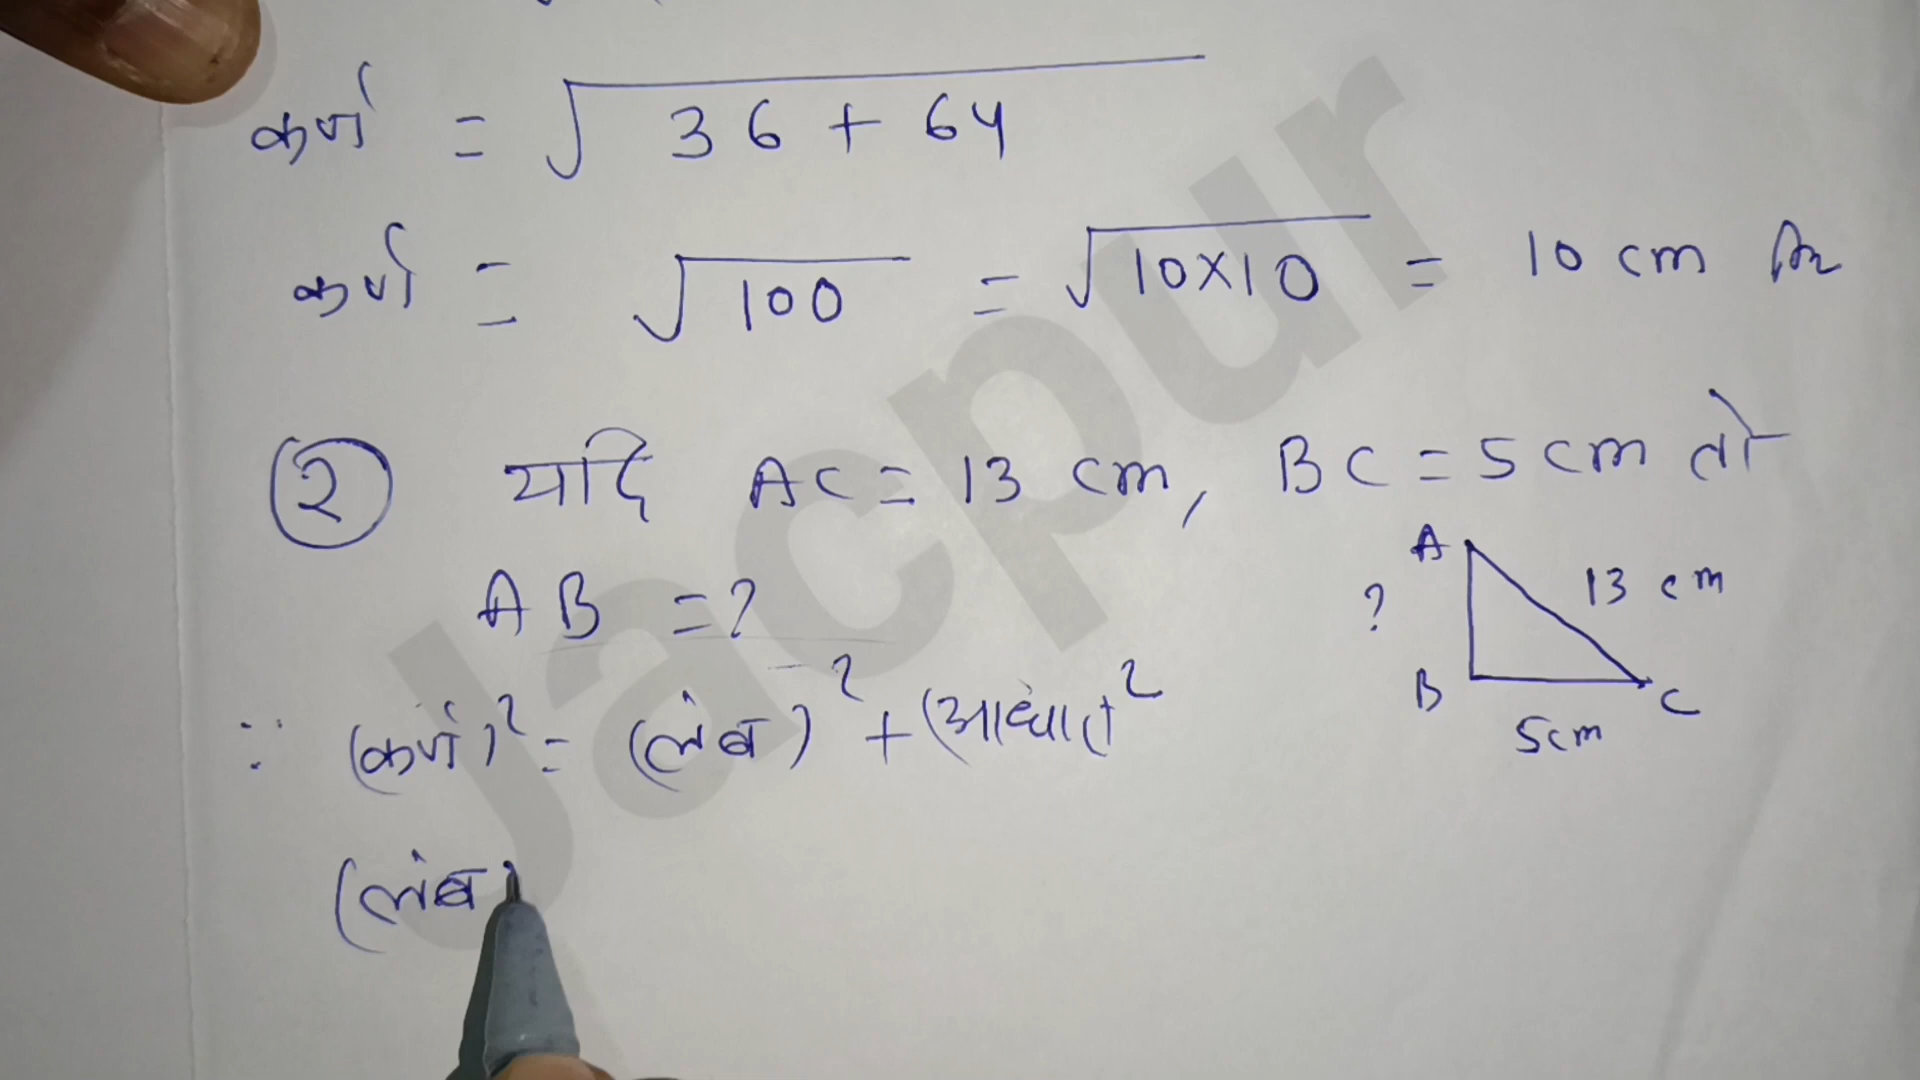 कर्ण = √36 + 64
कर्ण = √100 = √10×10 = 10 cm
२ यदि AC = 13 cm, BC = 5 cm तो
AB = ?
A
13 cm
?
B
C
5cm
∵ (कर्ण)² = (लंब)² + (आधार)²
(लंब)
Jacpur